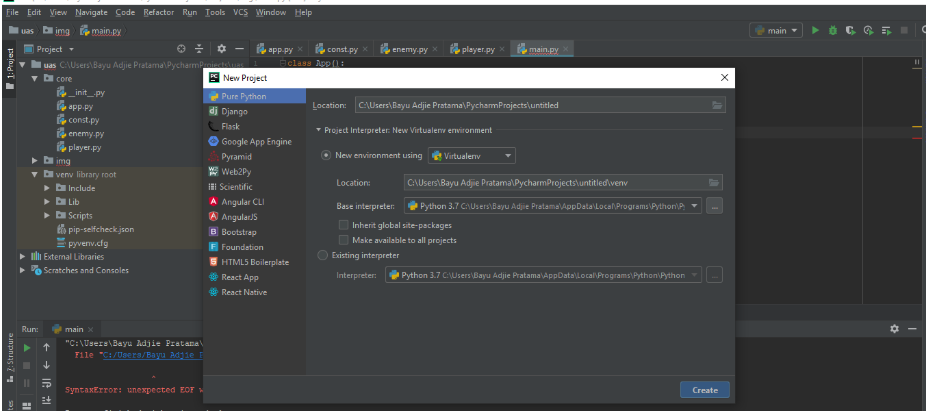 File Edit View Navigate Code Refactor Run Tools VCS Window Help
uas img main.py
main
Project
app.py const.py enemy.py player.py main.py
1: Project
uas C:\Users\Bayu Adjie Pratama\PycharmProjects\uas
1 class App():
core
__init__.py
app.py
const.py
enemy.py
player.py
img
venv library root
Include
Lib
Scripts
pip-selfcheck.json
pyvenv.cfg
External Libraries
Scratches and Consoles
New Project
Pure Python
Django
Flask
Google App Engine
Pyramid
Web2Py
Scientific
Angular CLI
AngularJS
Bootstrap
Foundation
HTML5 Boilerplate
React App
React Native
Location: C:\Users\Bayu Adjie Pratama\PycharmProjects\untitled
Project Interpreter: New Virtualenv environment
New environment using Virtualenv
Location: C:\Users\Bayu Adjie Pratama\PycharmProjects\untitled\venv
Base interpreter: Python 3.7 C:\Users\Bayu Adjie Pratama\AppData\Local\Programs\Python\P
...
Inherit global site-packages
Make available to all projects
Existing interpreter
Interpreter: Python 3.7 C:\Users\Bayu Adjie Pratama\AppData\Local\Programs\Python\Python
...
Create
Run: main
"C:\Users\Bayu Adjie Pratama\
File "C:/Users/Bayu Adjie P
^
SyntaxError: unexpected EOF w
7: Structure